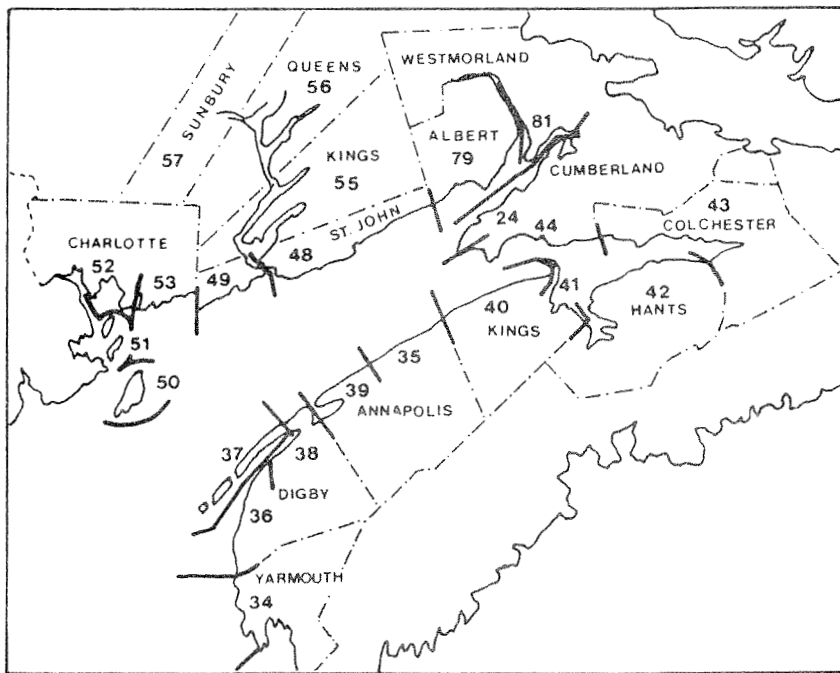 WESTMORLAND
QUEENS
56
SUNBURY
57
ALBERT
79
81
KINGS
55
CUMBERLAND
43
COLCHESTER
24
44
ST. JOHN
48
49
CHARLOTTE
52
53
51
50
41
42
HANTS
40
KINGS
35
39
ANNAPOLIS
37
38
DIGBY
36
YARMOUTH
34